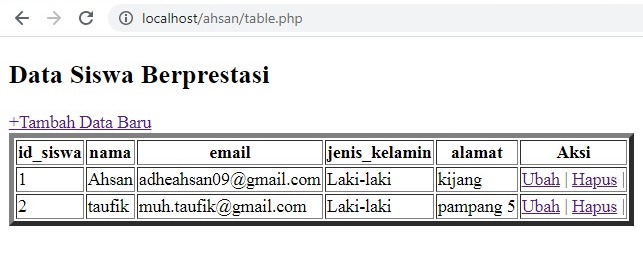 localhost/ahsan/table.php
Data Siswa Berprestasi
+Tambah Data Baru
id_siswa nama email jenis_kelamin alamat Aksi
1 Ahsan adheahsan09@gmail.com Laki-laki kijang Ubah | Hapus |
2 taufik muh.taufik@gmail.com Laki-laki pampang 5 Ubah | Hapus |